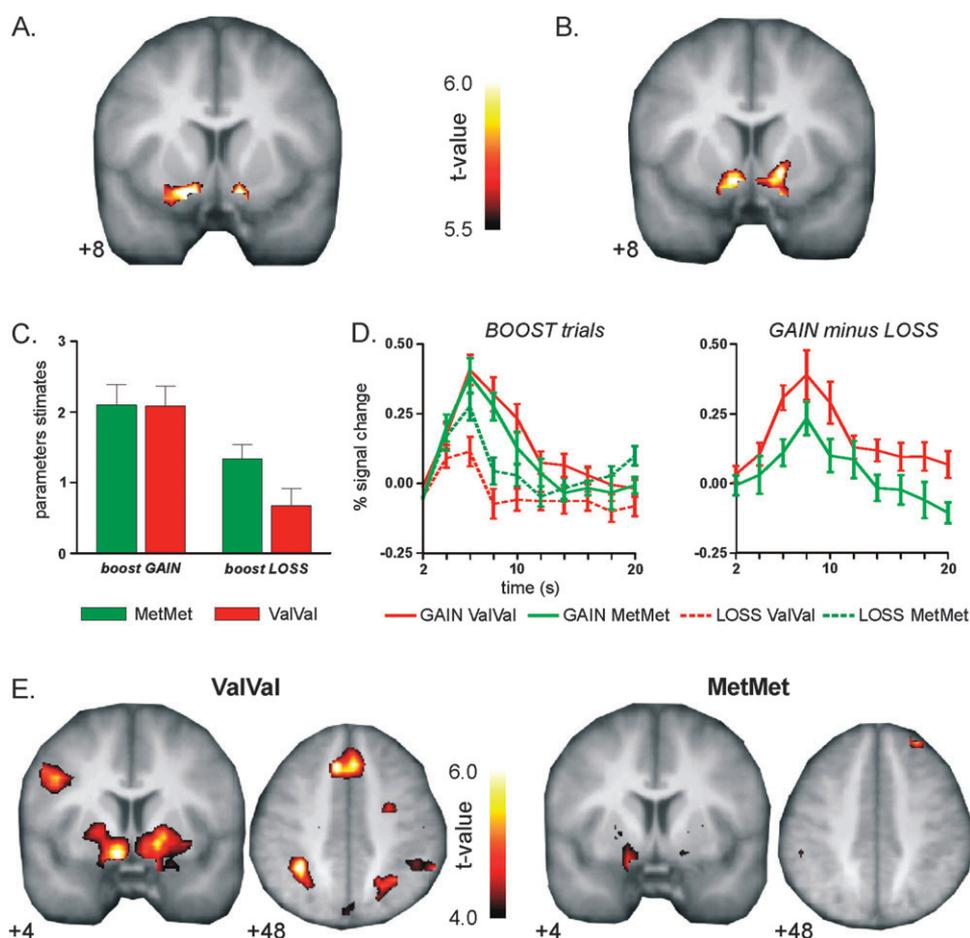 A.
B.
6.0
t-value
5.5
+8
+8
C.
D.
BOOST trials
GAIN minus LOSS
3
2
1
0
parameters stimates
boost GAIN
boost LOSS
MetMet
ValVal
0.50
0.25
0.00
-0.25
% signal change
2
10
20
time (s)
0.50
0.25
0.00
-0.25
2
10
20
GAIN ValVal
GAIN MetMet
LOSS ValVal
LOSS MetMet
E.
ValVal
MetMet
6.0
t-value
4.0
+4
+48
+4
+48